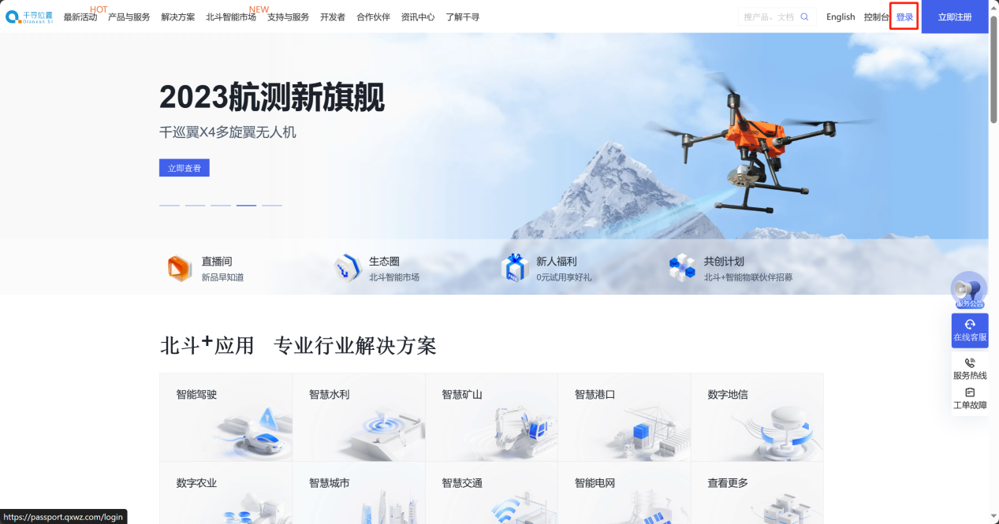 千寻位置
Qianxun SI
最新活动
HOT
产品与服务
解决方案
北斗智能市场
NEW
支持与服务
开发者
合作伙伴
资讯中心
了解千寻
搜产品、文档
English
控制台
登录
立即注册
2023航测新旗舰
千巡翼X4多旋翼无人机
立即查看
直播间
新品早知道
生态圈
北斗智能市场
新人福利
0元试用享好礼
共创计划
北斗+智能物联伙伴招募
服务公告
在线客服
服务热线
工单故障
北斗+应用 专业行业解决方案
智能驾驶
智慧水利
智慧矿山
智慧港口
数字地信
数字农业
智慧城市
智慧交通
智能电网
查看更多
https://passport.qxwz.com/login